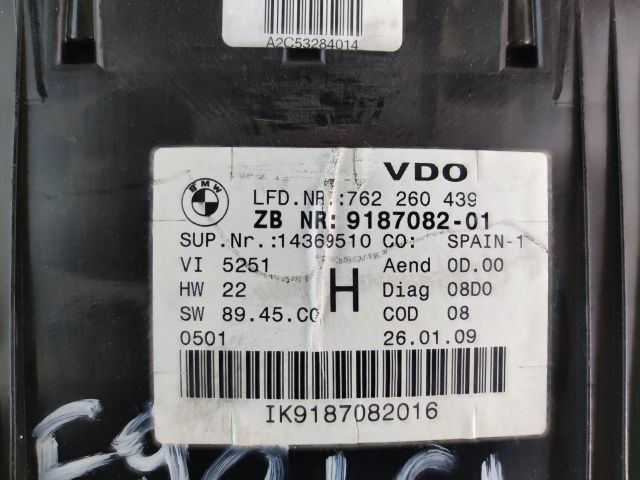 A2C53284014
VDO
BMW
LFD.NR.:762 260 439
ZB NR: 9187082-01
SUP.Nr.:14369510 CO: SPAIN-1
VI 5251 Aend 0D.00
HW 22 H Diag 08D0
SW 89.45.C0 COD 08
0501 26.01.09
IK9187082016